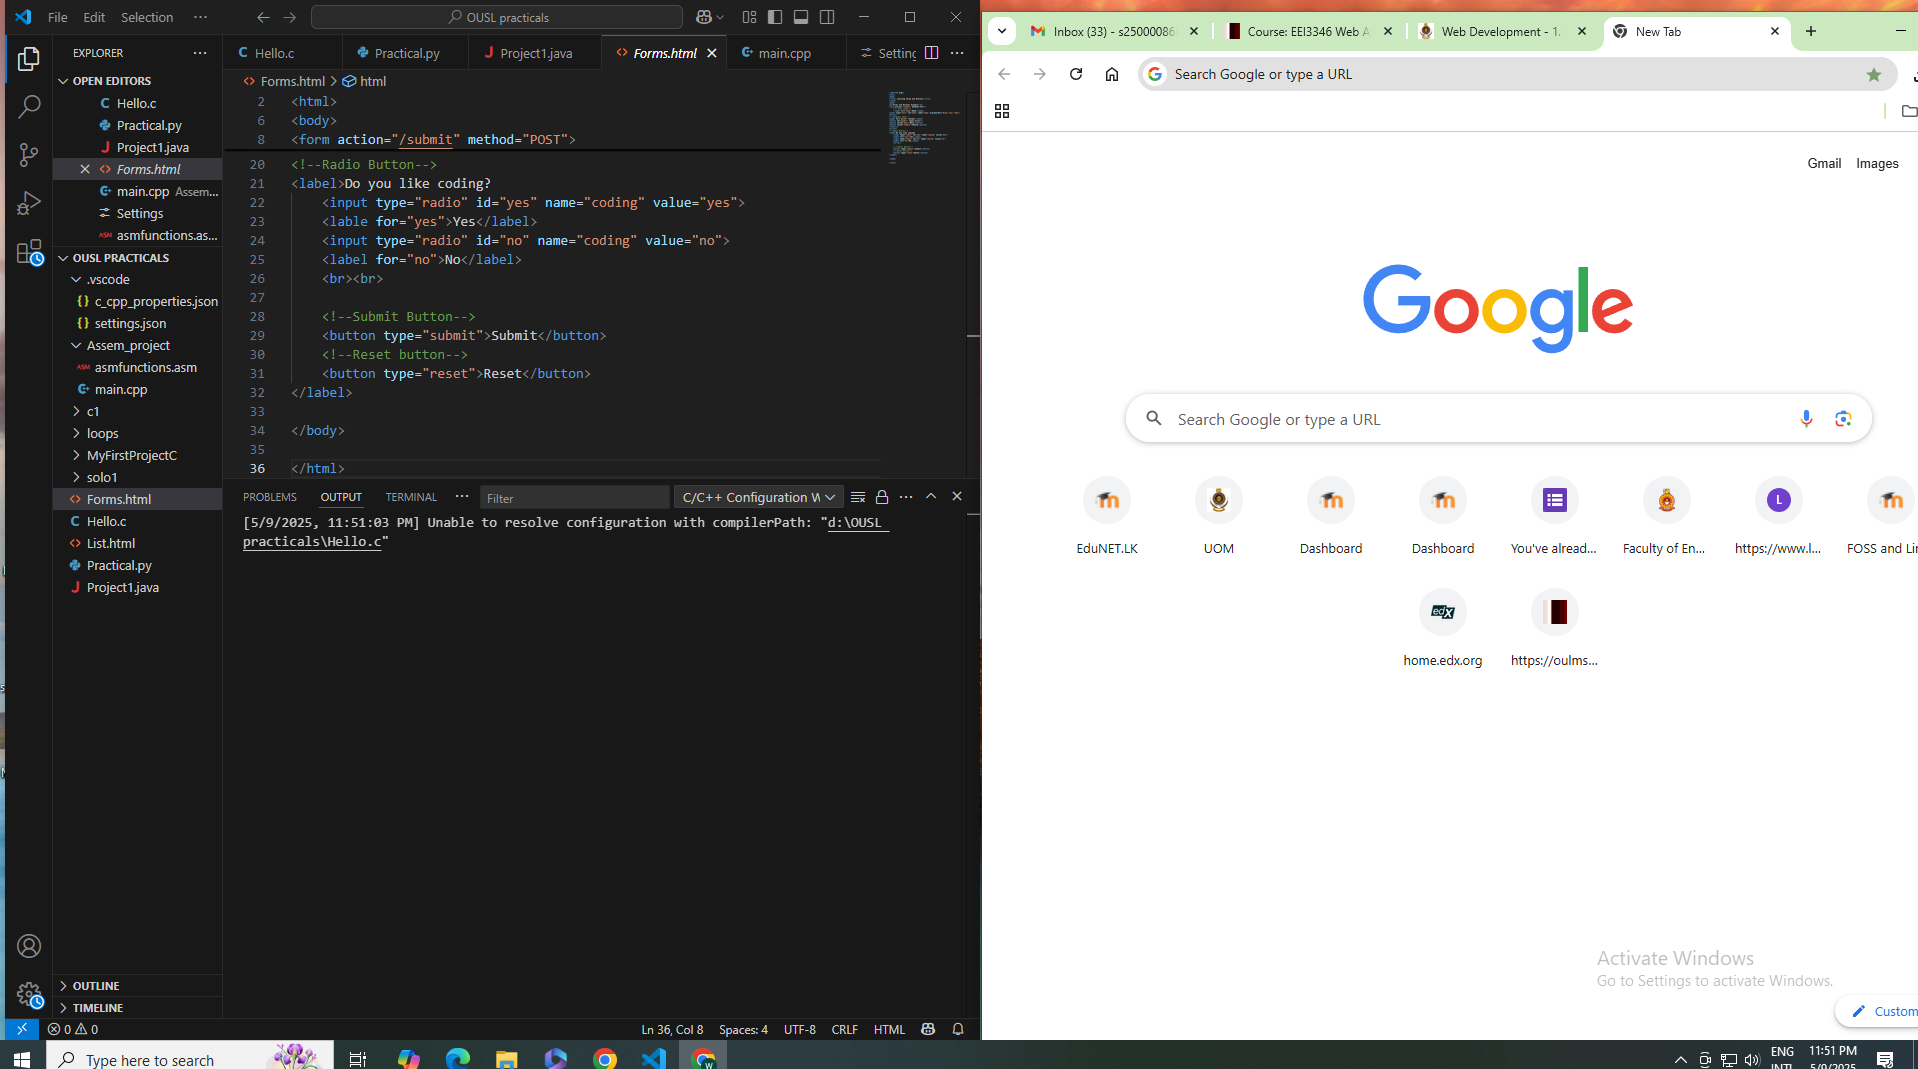 File Edit Selection ··· OUSL practicals
EXPLORER ···
OPEN EDITORS
Hello.c
Practical.py
Project1.java
Forms.html
main.cpp Assem...
Settings
asmfunctions.as...
OUSL PRACTICALS
.vscode
c_cpp_properties.json
settings.json
Assem_project
asmfunctions.asm
main.cpp
c1
loops
MyFirstProjectC
solo1
Forms.html
Hello.c
List.html
Practical.py
Project1.java
OUTLINE
TIMELINE
Hello.c Practical.py Project1.java Forms.html main.cpp Setting
Forms.html > html
2 <html>
6 <body>
8 <form action="/submit" method="POST">
20 <!--Radio Button-->
21 <label>Do you like coding?
22 <input type="radio" id="yes" name="coding" value="yes">
23 <lable for="yes">Yes</label>
24 <input type="radio" id="no" name="coding" value="no">
25 <label for="no">No</label>
26 <br><br>
27
28 <!--Submit Button-->
29 <button type="submit">Submit</button>
30 <!--Reset button-->
31 <button type="reset">Reset</button>
32 </label>
33
34 </body>
35
36 </html>
PROBLEMS OUTPUT TERMINAL ··· Filter C/C++ Configuration W
[5/9/2025, 11:51:03 PM] Unable to resolve configuration with compilerPath: "d:\OUSL
practicals\Hello.c"
0 0 Ln 36, Col 8 Spaces: 4 UTF-8 CRLF HTML
Inbox (33) - s25000086 Course: EEI3346 Web A Web Development - 1. New Tab
Search Google or type a URL
Gmail Images
Google
Search Google or type a URL
EduNET.LK UOM Dashboard Dashboard You've alread... Faculty of En... https://www.l... FOSS and Li
home.edx.org https://oulms...
Activate Windows
Go to Settings to activate Windows.
Custom
Type here to search
ENG 11:51 PM
INTL 5/9/2025